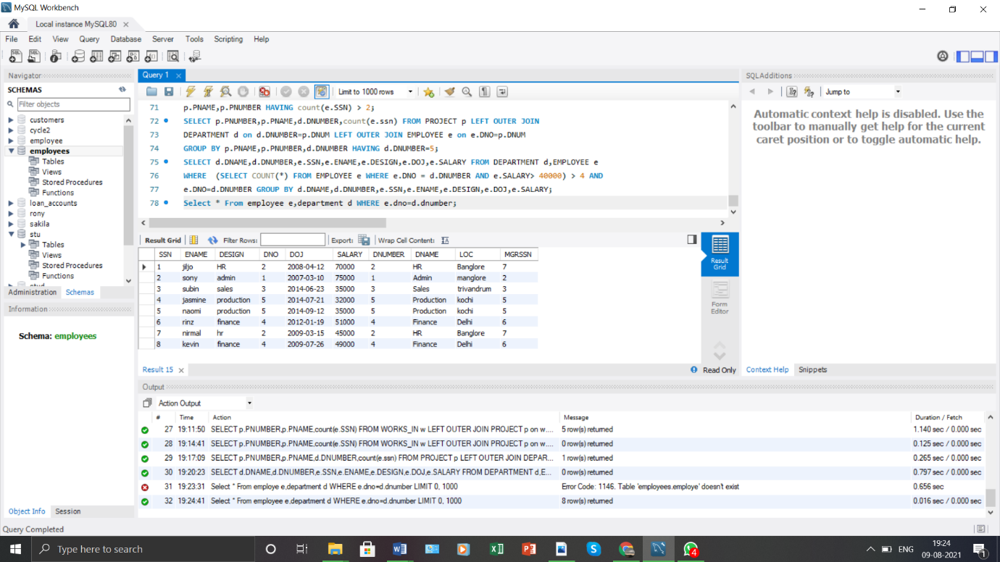 MySQL Workbench
Local instance MySQL80
File Edit View Query Database Server Tools Scripting Help
Navigator
SCHEMAS
Filter objects
customers
cycle2
employee
employees
Tables
Views
Stored Procedures
Functions
loan_accounts
rony
sakila
stu
Tables
Views
Stored Procedures
Functions
Administration Schemas
Information
Schema: employees
Object Info Session
Query 1
Limit to 1000 rows
71 p.PNAME,p.PNUMBER HAVING count(e.SSN) > 2;
72 SELECT p.PNUMBER,p.PNAME,d.DNUMBER,count(e.ssn) FROM PROJECT p LEFT OUTER JOIN
73 DEPARTMENT d on d.DNUMBER=p.DNUM LEFT OUTER JOIN EMPLOYEE e on e.DNO=p.DNUM
74 GROUP BY p.PNAME,p.PNUMBER,d.DNUMBER HAVING d.DNUMBER=5;
75 SELECT d.DNAME,d.DNUMBER,e.SSN,e.ENAME,e.DESIGN,e.DOJ,e.SALARY FROM DEPARTMENT d,EMPLOYEE e
76 WHERE (SELECT COUNT(*) FROM EMPLOYEE e WHERE e.DNO = d.DNUMBER AND e.SALARY> 40000) > 4 AND
77 e.DNO=d.DNUMBER GROUP BY d.DNAME,d.DNUMBER,e.SSN,e.ENAME,e.DESIGN,e.DOJ,e.SALARY;
78 Select * From employee e,department d WHERE e.dno=d.dnumber;
Result Grid Filter Rows: Export: Wrap Cell Content:
SSN ENAME DESIGN DNO DOJ SALARY DNUMBER DNAME LOC MGRSSN
1 jiljo HR 2 2008-04-12 70000 2 HR Banglore 7
2 sony admin 1 2007-03-10 75000 1 Admin manglore 2
3 subin sales 3 2014-06-23 35000 3 Sales trivandrum 3
4 jasmine production 5 2014-07-21 32000 5 Production kochi 5
5 naomi production 5 2014-09-12 35000 5 Production kochi 5
6 rinz finance 4 2012-01-19 51000 4 Finance Delhi 6
7 nirmal hr 2 2009-03-15 45000 2 HR Banglore 7
8 kevin finance 4 2009-07-26 49000 4 Finance Delhi 6
Result Grid
Form Editor
Result 15
Read Only
SQLAdditions
Jump to
Automatic context help is disabled. Use the
toolbar to manually get help for the current
caret position or to toggle automatic help.
Context Help Snippets
Output
Action Output
# Time Action Message Duration / Fetch
27 19:11:50 SELECT p.PNUMBER,p.PNAME,count(e.SSN) FROM WORKS_IN w LEFT OUTER JOIN PROJECT p on w.... 5 row(s) returned 1.140 sec / 0.000 sec
28 19:14:41 SELECT p.PNUMBER,p.PNAME,count(e.SSN) FROM WORKS_IN w LEFT OUTER JOIN PROJECT p on w.... 0 row(s) returned 0.125 sec / 0.000 sec
29 19:17:09 SELECT p.PNUMBER,p.PNAME,d.DNUMBER,count(e.ssn) FROM PROJECT p LEFT OUTER JOIN DEPAR... 1 row(s) returned 0.265 sec / 0.000 sec
30 19:20:23 SELECT d.DNAME,d.DNUMBER,e.SSN,e.ENAME,e.DESIGN,e.DOJ,e.SALARY FROM DEPARTMENT d,E... 0 row(s) returned 0.797 sec / 0.000 sec
31 19:23:31 Select * From employe e,department d WHERE e.dno=d.dnumber LIMIT 0, 1000 Error Code: 1146. Table 'employees.employe' doesn't exist 0.656 sec
32 19:24:41 Select * From employee e,department d WHERE e.dno=d.dnumber LIMIT 0, 1000 8 row(s) returned 0.016 sec / 0.000 sec
Query Completed
Type here to search
4
ENG
19:24
09-08-2021
1